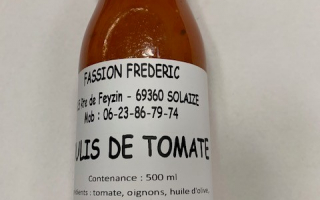 FASSION FREDERIC
Rte de Feyzin - 69360 SOLAIZE
Mob : 06-23-86-79-74
DE TOMATE
Contenance : 500 ml
: tomate, oignons, huile d'olive,